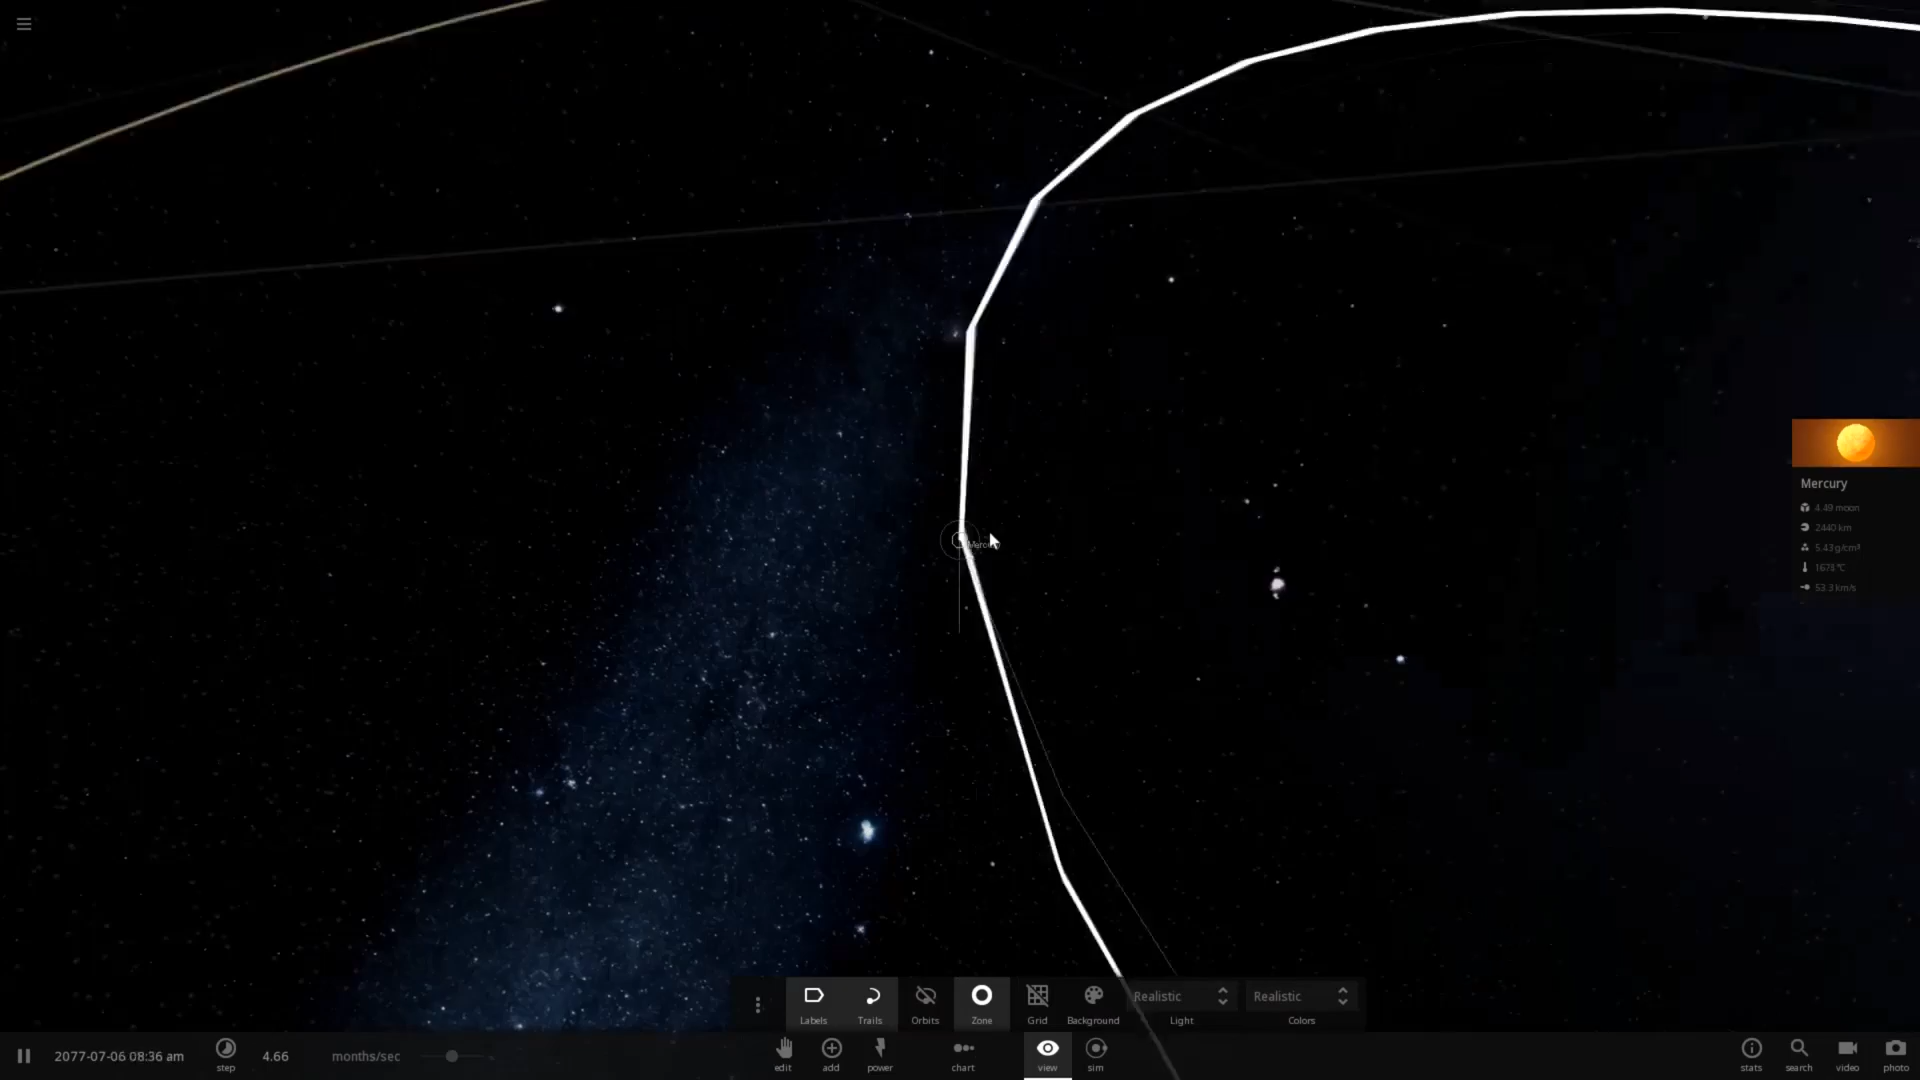 Mercury
Mercury
4.49 moon
2440 km
5.43 g/cm³
1678 °C
53.3 km/s
Labels
Trails
Orbits
Zone
Grid
Background
Realistic
Light
Realistic
Colors
2077-07-06 08:36 am
step
4.66
months/sec
edit
add
power
chart
view
sim
stats
search
video
photo